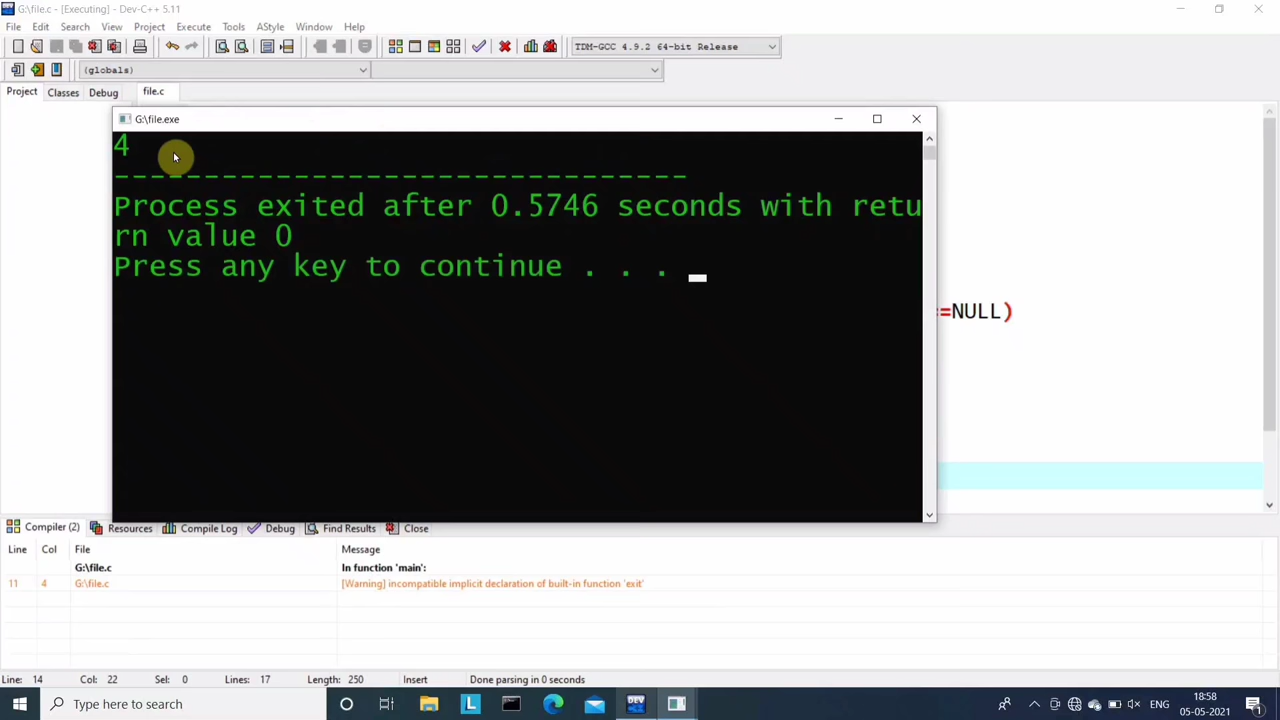 G:\file.c - [Executing] - Dev-C++ 5.11
File Edit Search View Project Execute Tools AStyle Window Help
TDM-GCC 4.9.2 64-bit Release
(globals)
Project Classes Debug file.c
G:\file.exe
4
--------------------------------
Process exited after 0.5746 seconds with retu
rn value 0
Press any key to continue . . .
=NULL)
Compiler (2) Resources Compile Log Debug Find Results Close
Line Col File Message
G:\file.c In function 'main':
11 4 G:\file.c [Warning] incompatible implicit declaration of built-in function 'exit'
Line: 14 Col: 22 Sel: 0 Lines: 17 Length: 250 Insert Done parsing in 0 seconds
Type here to search
ENG
18:58
05-05-2021